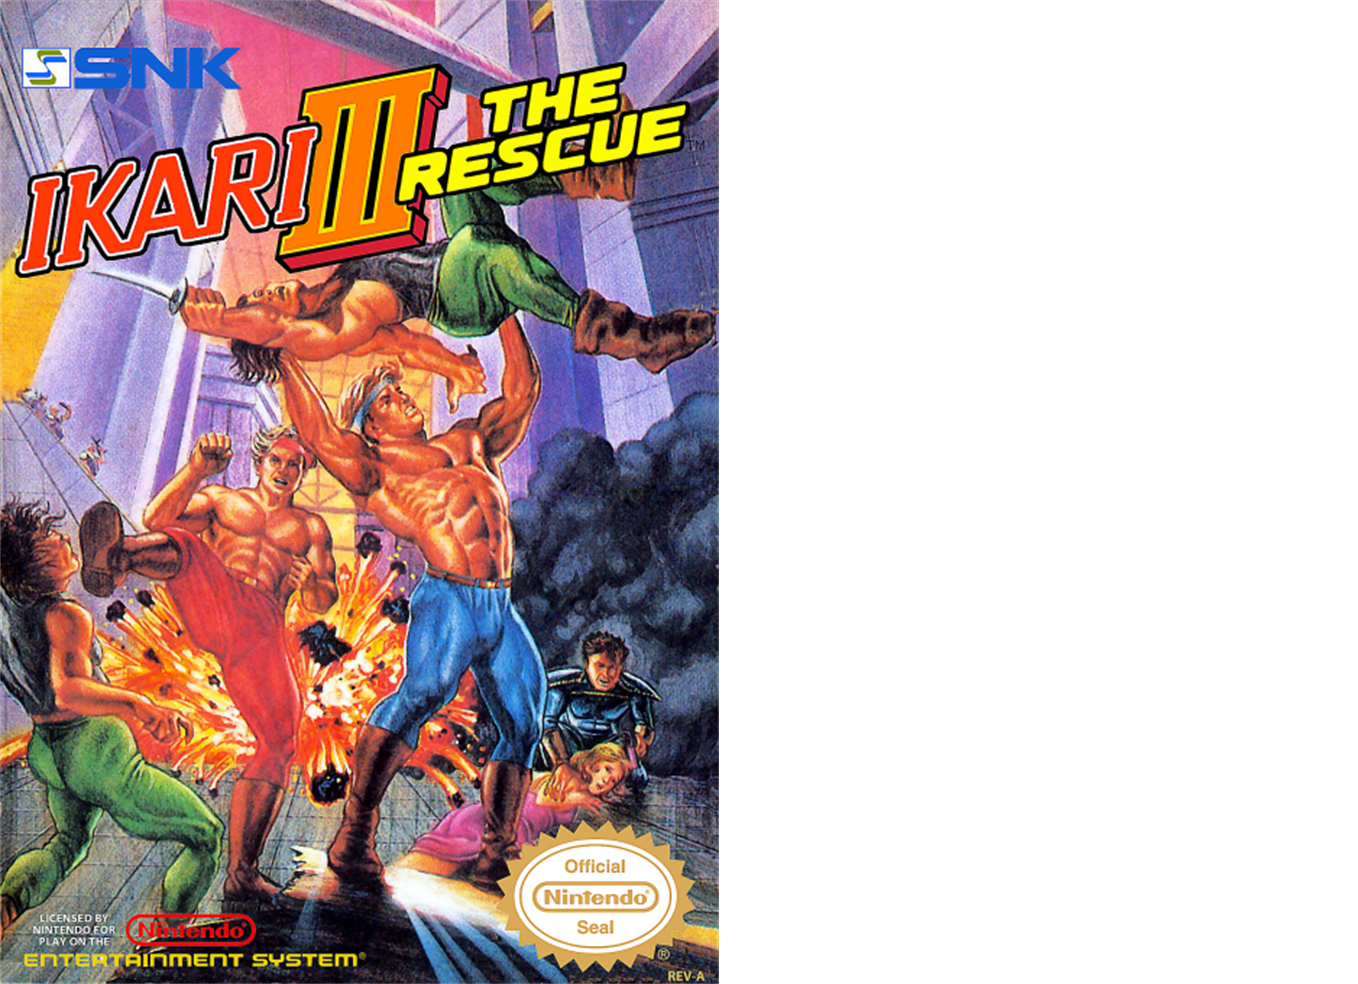 SNK
IKARI III
THE
RESCUE
TM
Official
Nintendo®
Seal
LICENSED BY
NINTENDO FOR
PLAY ON THE
Nintendo®
ENTERTAINMENT SYSTEM®
®
REV-A